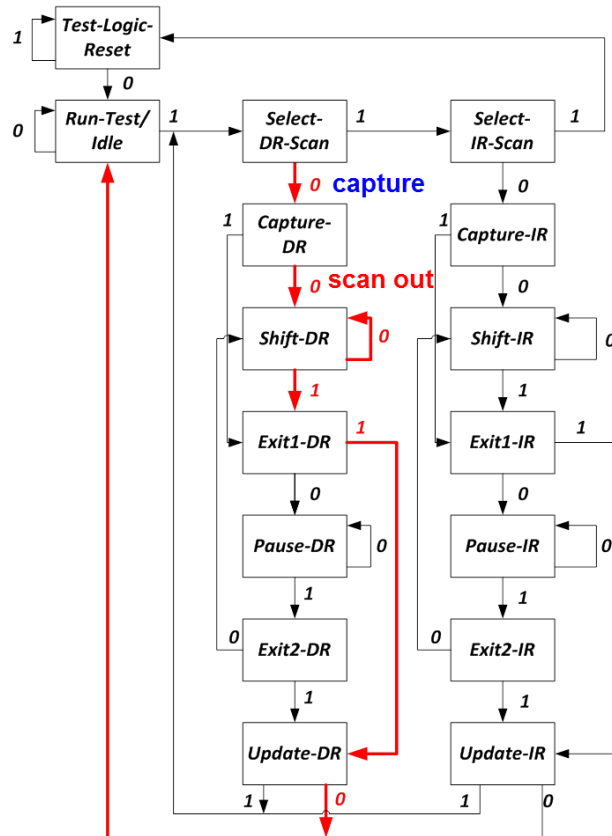 Test-Logic-
Reset
1
0
Run-Test/
Idle
0
1
Select-
DR-Scan
1
Select-
IR-Scan
1
0
capture
0
1
Capture-
DR
1
Capture-IR
0
scan out
0
Shift-DR
0
Shift-IR
0
1
1
Exit1-DR
1
Exit1-IR
1
0
0
Pause-DR
0
Pause-IR
0
1
1
0
Exit2-DR
0
Exit2-IR
1
1
Update-DR
Update-IR
1
0
1
0